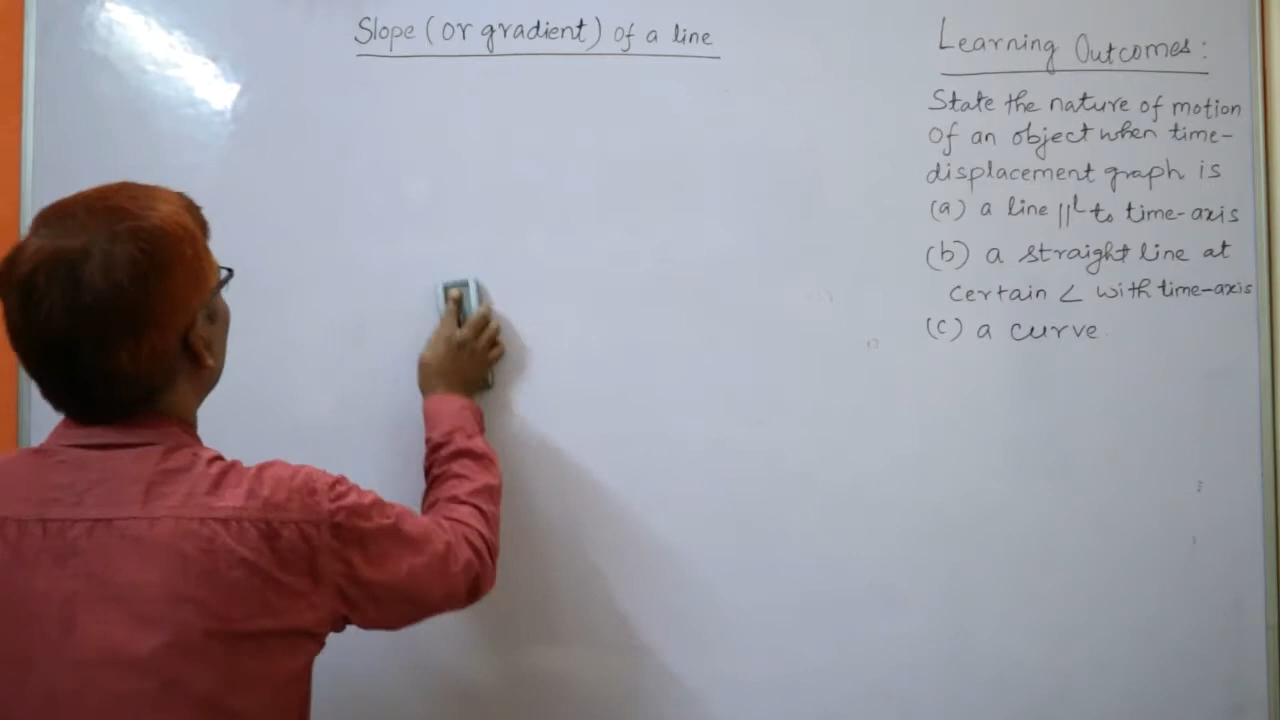 Slope (or gradient) of a line
Learning Outcomes:
State the nature of motion
of an object when time-
displacement graph is
(a) a line ||ˡ to time-axis
(b) a straight line at
certain ∠ with time-axis
(c) a curve.